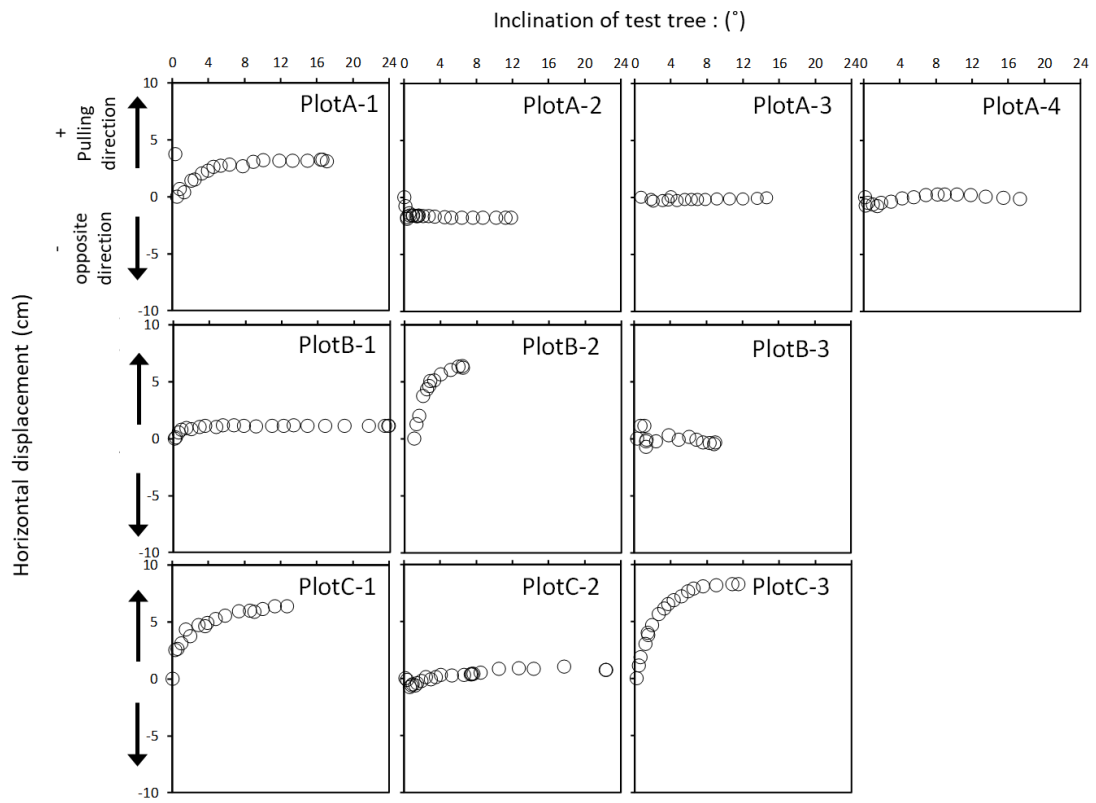 Inclination of test tree : (°)
0 4 8 12 16 20 24 0 4 8 12 16 20 24 0 4 8 12 16 20 24 0 4 8 12 16 20 24
PlotA-1 PlotA-2 PlotA-3 PlotA-4
10
5
0
-5
-10
+
Pulling
direction
-
opposite
direction
Horizontal displacement (cm)
PlotB-1 PlotB-2 PlotB-3
10
5
0
-5
-10
PlotC-1 PlotC-2 PlotC-3
10
5
0
-5
-10